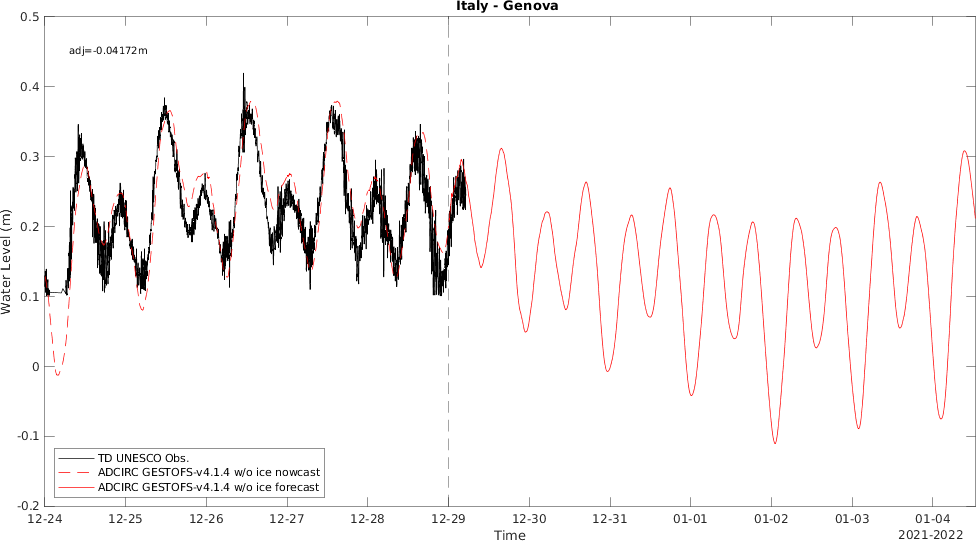 Italy - Genova
0.5
adj=-0.04172m
0.4
0.3
0.2
0.1
0
-0.1
-0.2
Water Level (m)
TD UNESCO Obs.
ADCIRC GESTOFS-v4.1.4 w/o ice nowcast
ADCIRC GESTOFS-v4.1.4 w/o ice forecast
12-24 12-25 12-26 12-27 12-28 12-29 12-30 12-31 01-01 01-02 01-03 01-04
Time
2021-2022